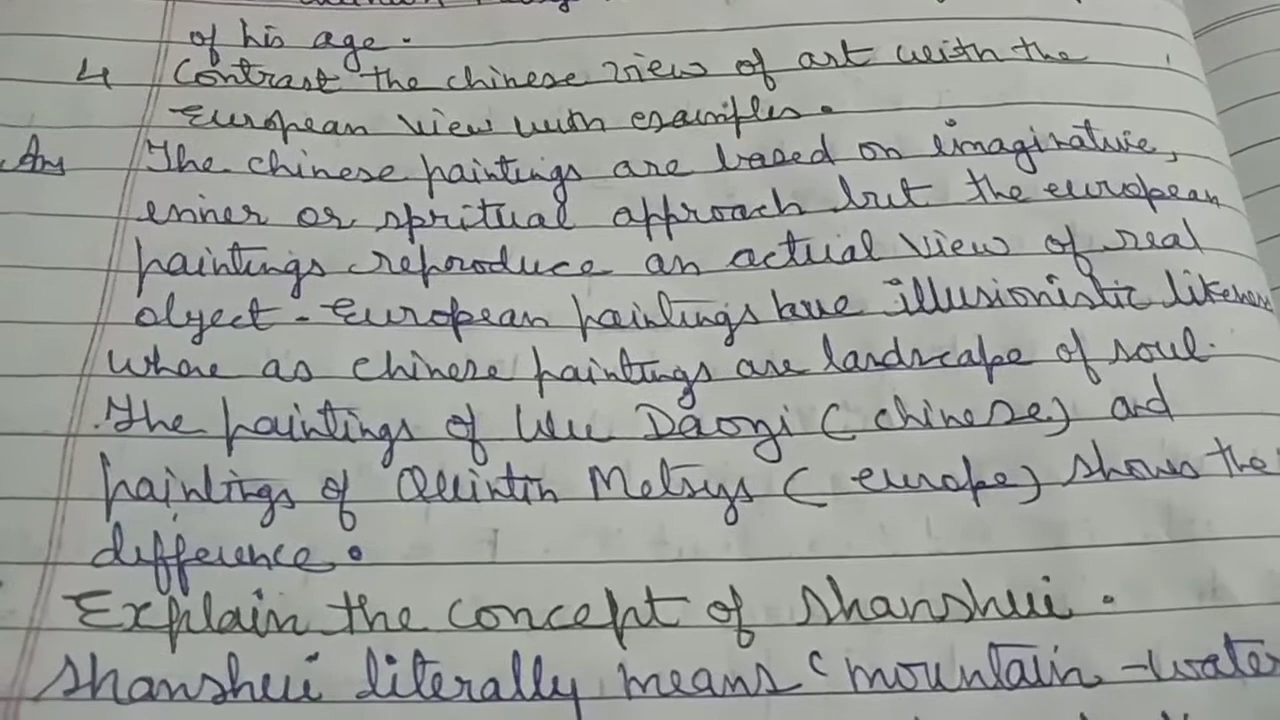 of his age.
4 Contrast the chinese view of art with the
European view with examples.
Ans The chinese paintings are based on imaginative,
enner or spritual approach but the european
paintings reproduce an actual view of real
object. European paintings have illusionistic likeness
where as chinese paintings are landscape of soul.
The paintings of Wu Daozi (chinese) and
paintings of Quintin Metsys (europe) shows the
difference.
Explain the concept of shanshui.
shanshui literally means 'mountain-water